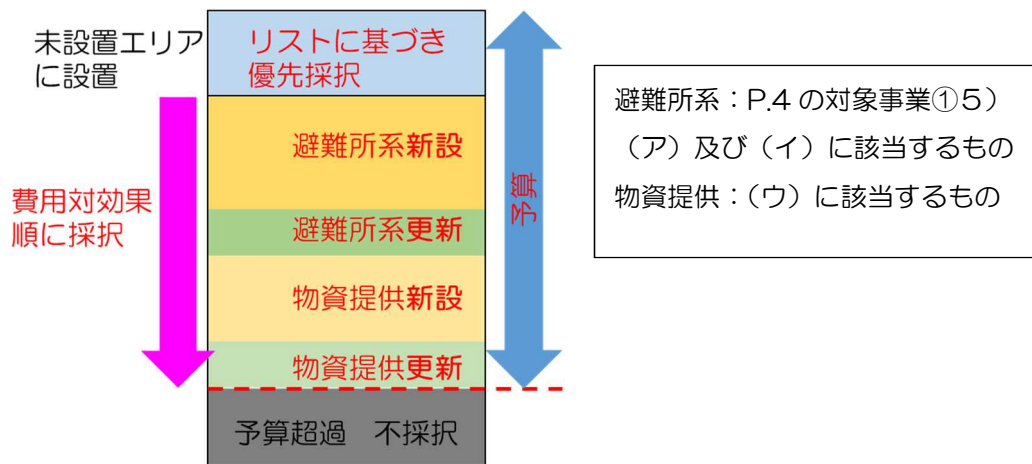 未設置エリア
に設置
リストに基づき
優先採択
避難所系新設
避難所系更新
物資提供新設
物資提供更新
予算超過 不採択
費用対効果
順に採択
予算
避難所系：P.4 の対象事業①５）
（ア）及び（イ）に該当するもの
物資提供：（ウ）に該当するもの